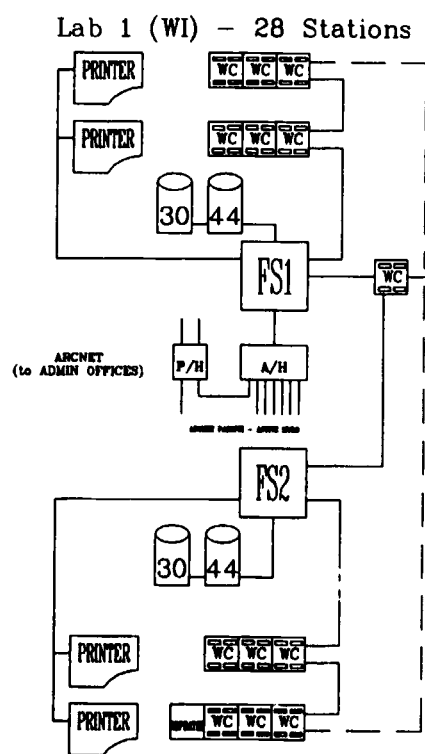 Lab 1 (WI) - 28 Stations
PRINTER
WC WC WC
PRINTER
WC WC WC
30 44
FS1
WC
ARCNET
(to ADMIN OFFICES)
P/H
A/H
FS2
30 44
PRINTER
WC WC WC
PRINTER
WC WC WC